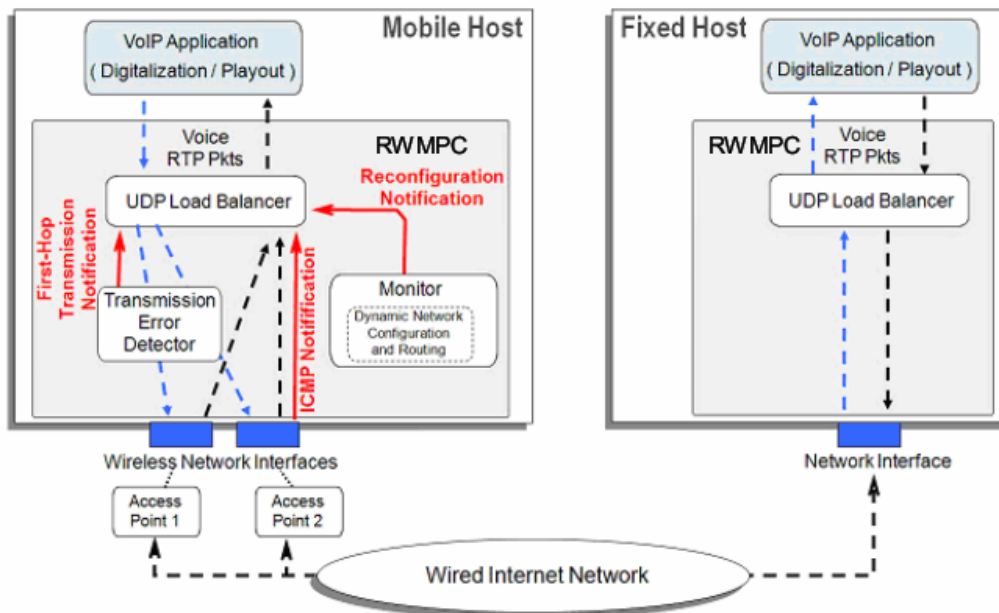 Mobile Host
VoIP Application
( Digitalization / Playout )
RWMPC
Voice
RTP Pkts
UDP Load Balancer
Reconfiguration
Notification
First-Hop
Transmission
Notification
Transmission
Error
Detector
ICMP Notiffification
Monitor
Dynamic Network
Configuration
and Routing
Wireless Network Interfaces
Access
Point 1
Access
Point 2
Fixed Host
VoIP Application
( Digitalization / Playout )
RWMPC
Voice
RTP Pkts
UDP Load Balancer
Network Interface
Wired Internet Network